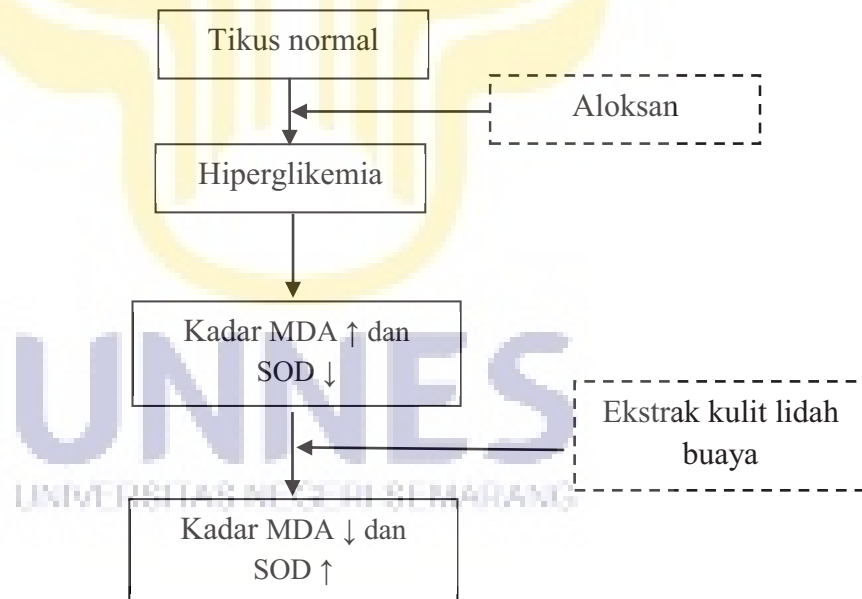 Tikus normal
Aloksan
Hiperglikemia
Kadar MDA ↑ dan
SOD ↓
Ekstrak kulit lidah
buaya
UNNES
UNIVERSITAS NEGERI SEMARANG
Kadar MDA ↓ dan
SOD ↑